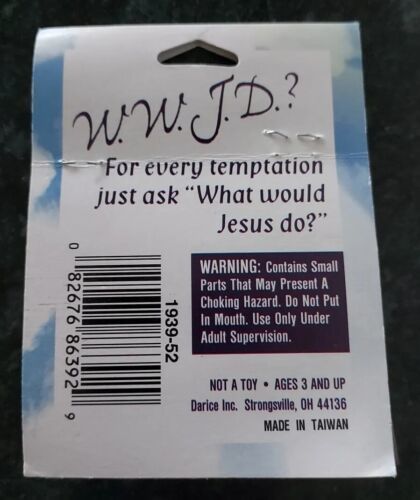 W.W.J.D.?
For every temptation
just ask "What would
Jesus do?"
WARNING: Contains Small
Parts That May Present A
Choking Hazard. Do Not Put
In Mouth. Use Only Under
Adult Supervision.
0 82676 86392 9
1939-52
NOT A TOY • AGES 3 AND UP
Darice Inc. Strongsville, OH 44136
MADE IN TAIWAN